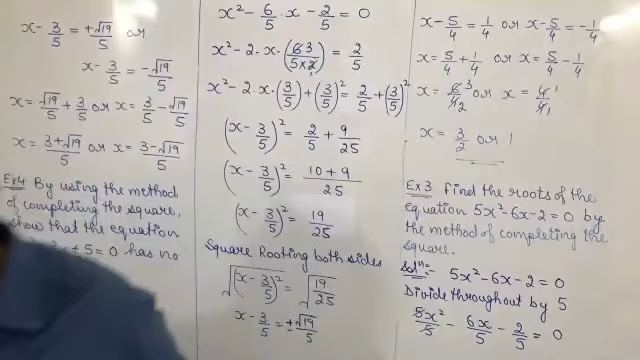 x - 3/5 = +√19/5 or
x - 3/5 = -√19/5
x = √19/5 + 3/5 or x = 3/5 - √19/5
x = 3+√19/5 or x = 3-√19/5
Ex4 By using the method
of completing the square,
show that the equation
+5=0 has no
x² - 6/5 · x - 2/5 = 0
x² - 2 · x · (6 3/5×2) = 2/5
x² - 2 · x · (3/5) + (3/5)² = 2/5 + (3/5)²
(x - 3/5)² = 2/5 + 9/25
(x - 3/5)² = 10 + 9/25
(x - 3/5)² = 19/25
Square Rooting both sides
√(x - 3/5)² = √19/25
x - 3/5 = ±√19/5
x - 5/4 = 1/4 or x - 5/4 = -1/4
x = 5/4 + 1/4 or x = 5/4 - 1/4
x = 6 3/4 2 or x = 4 1/4 1
x = 3/2 or 1
Ex 3 Find the roots of the
equation 5x²-6x-2=0 by
the method of completing the
square.
Solⁿ:- 5x²-6x-2=0
Divide throughout by 5
5x²/5 - 6x/5 - 2/5 = 0